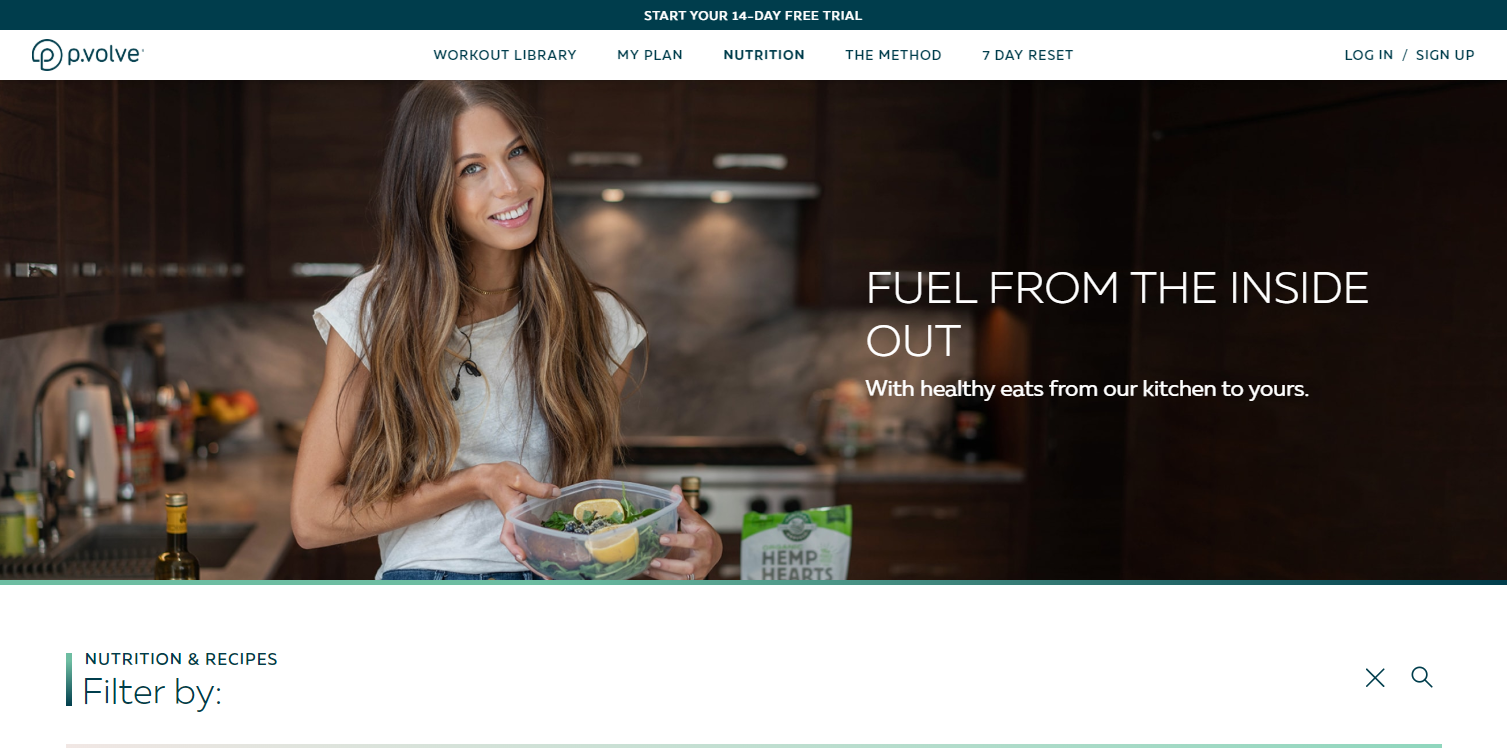 START YOUR 14-DAY FREE TRIAL
p.volve
WORKOUT LIBRARY
MY PLAN
NUTRITION
THE METHOD
7 DAY RESET
LOG IN / SIGN UP
FUEL FROM THE INSIDE
OUT
With healthy eats from our kitchen to yours.
HEMP
HEARTS
NUTRITION & RECIPES
Filter by: